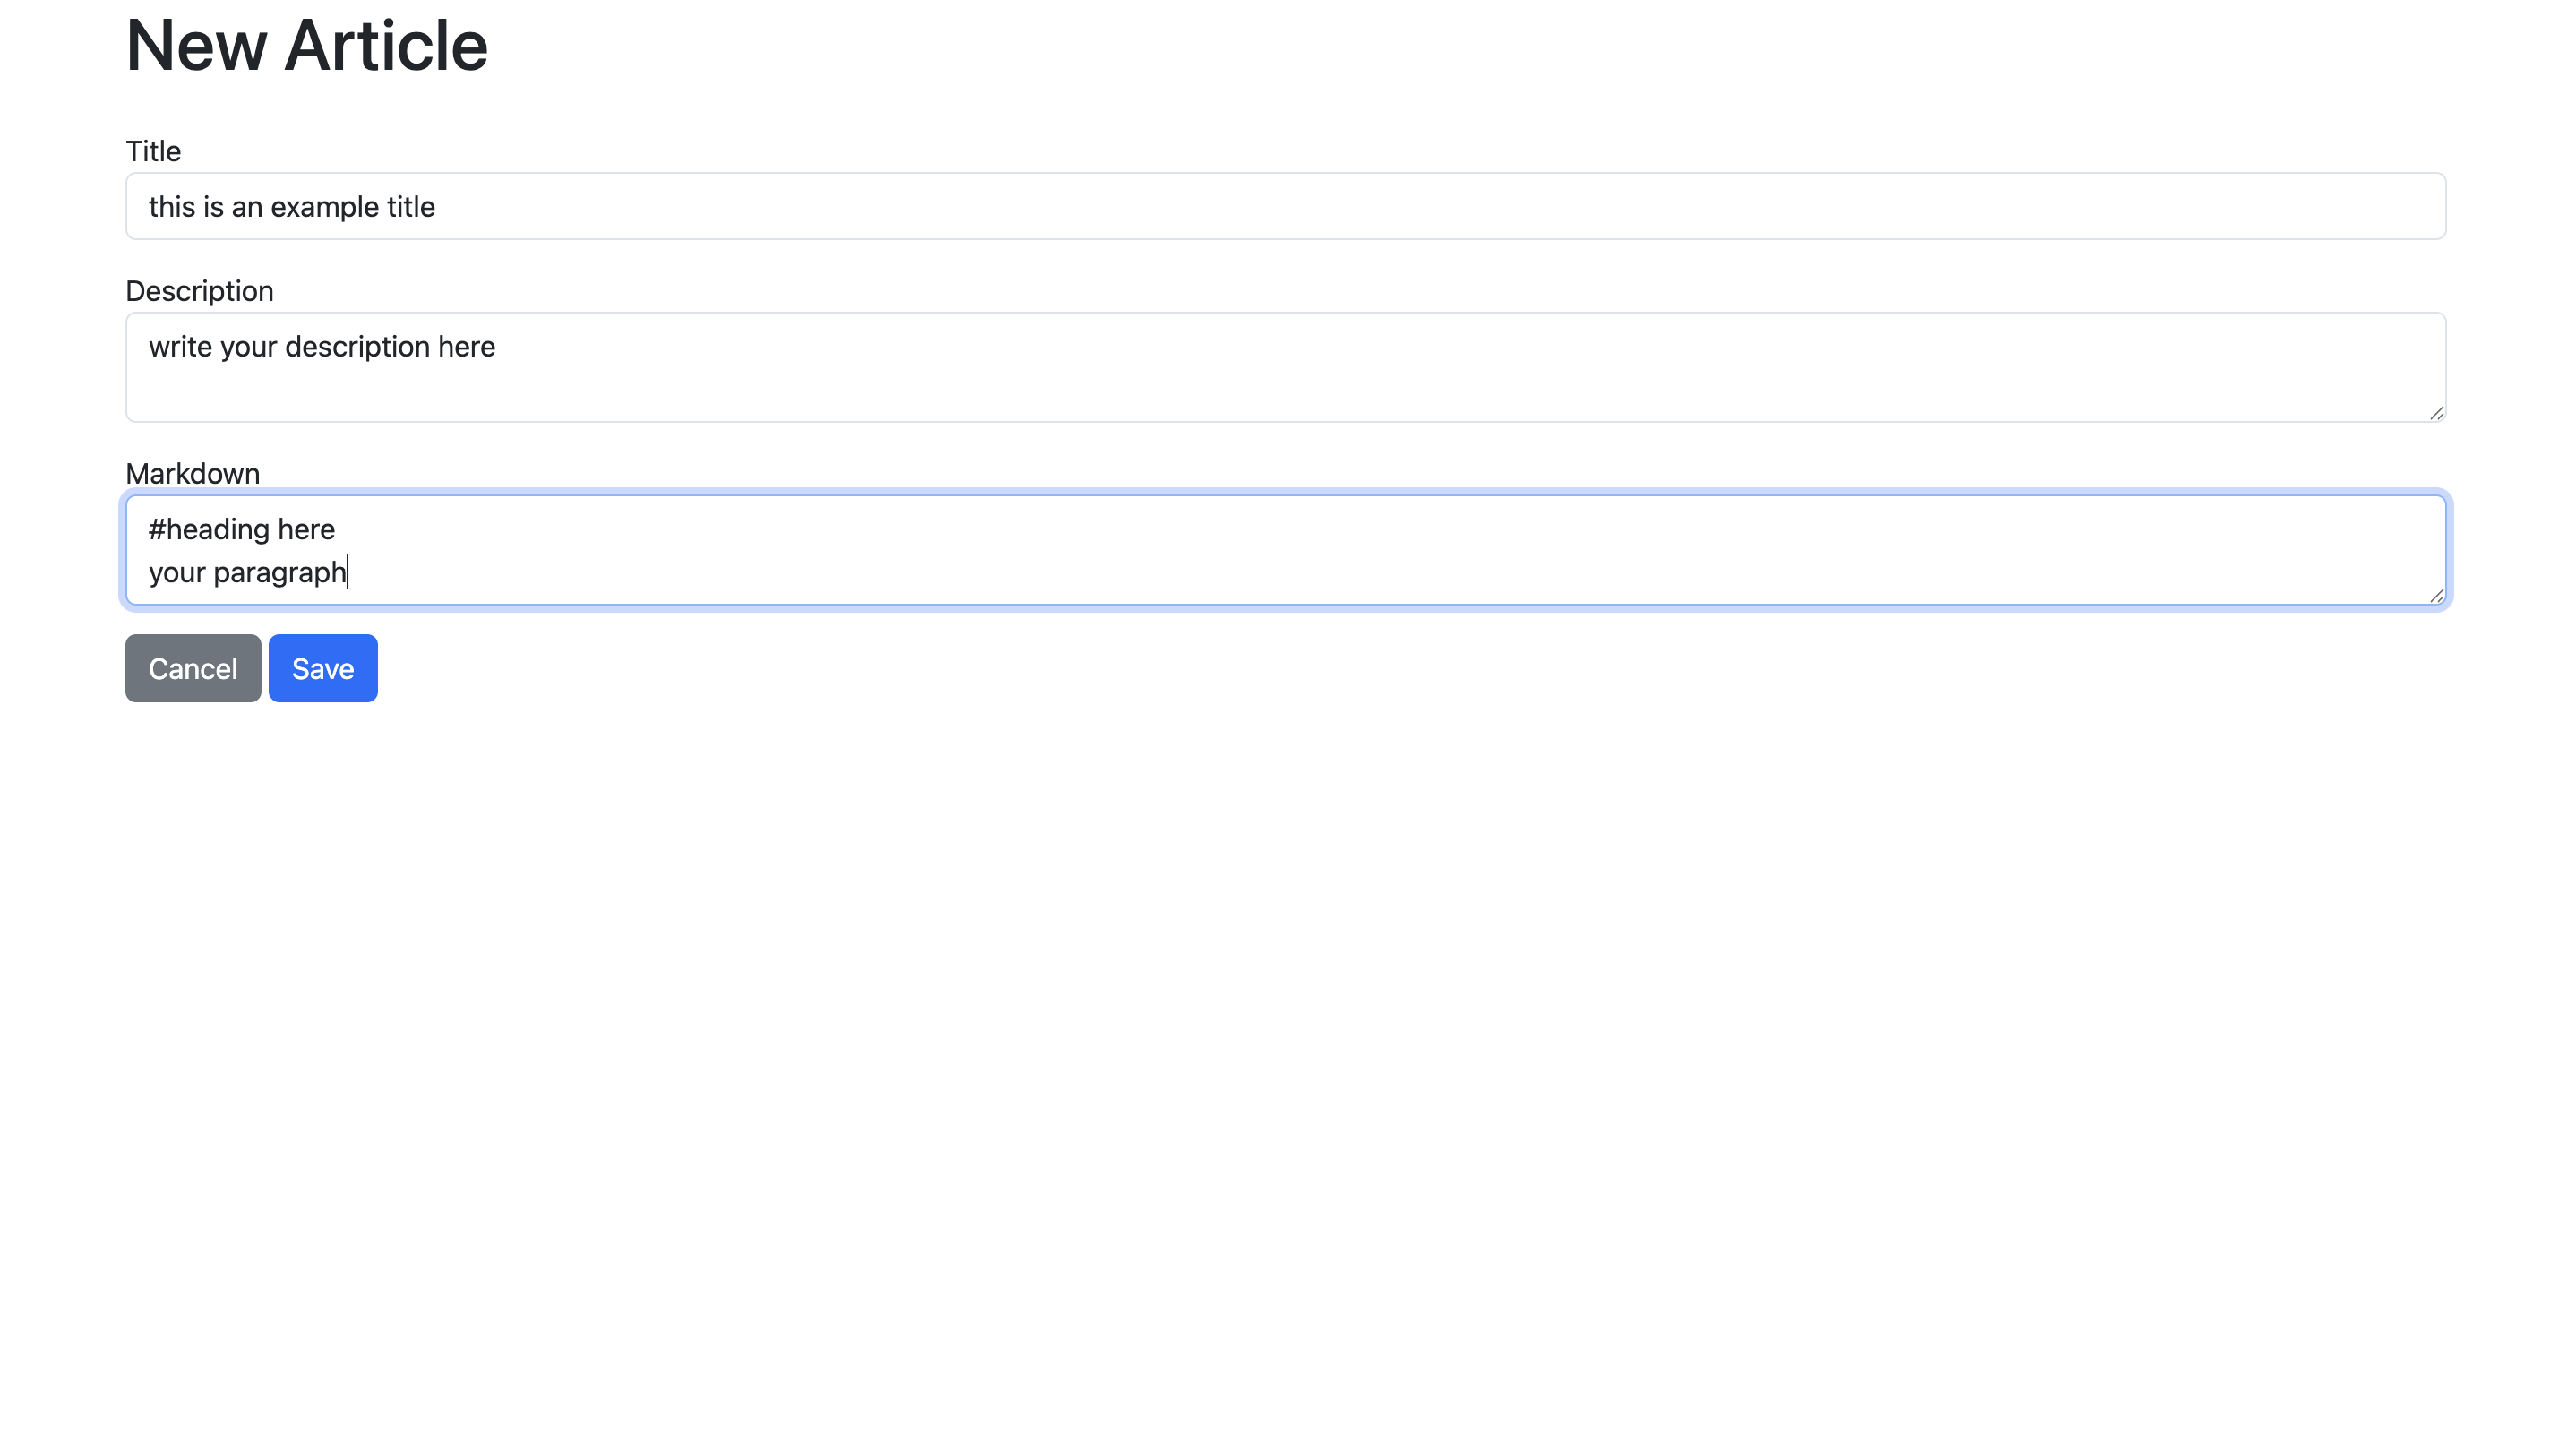 New Article
Title
this is an example title
Description
write your description here
Markdown
#heading here
your paragraph
Cancel Save